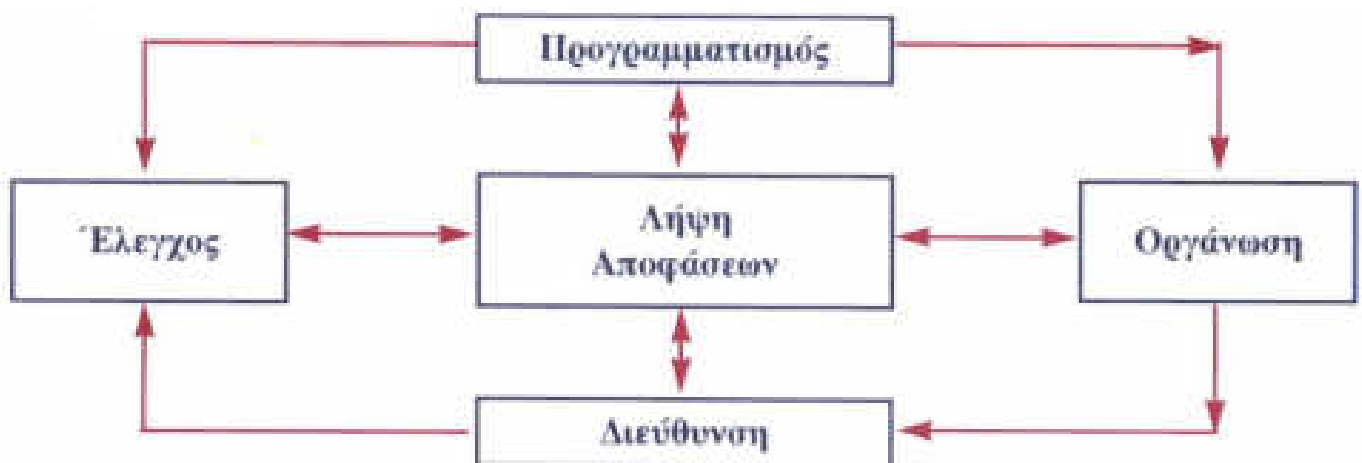 Προγραμματισμός
Έλεγχος
Λήψη
Αποφάσεων
Οργάνωση
Διεύθυνση